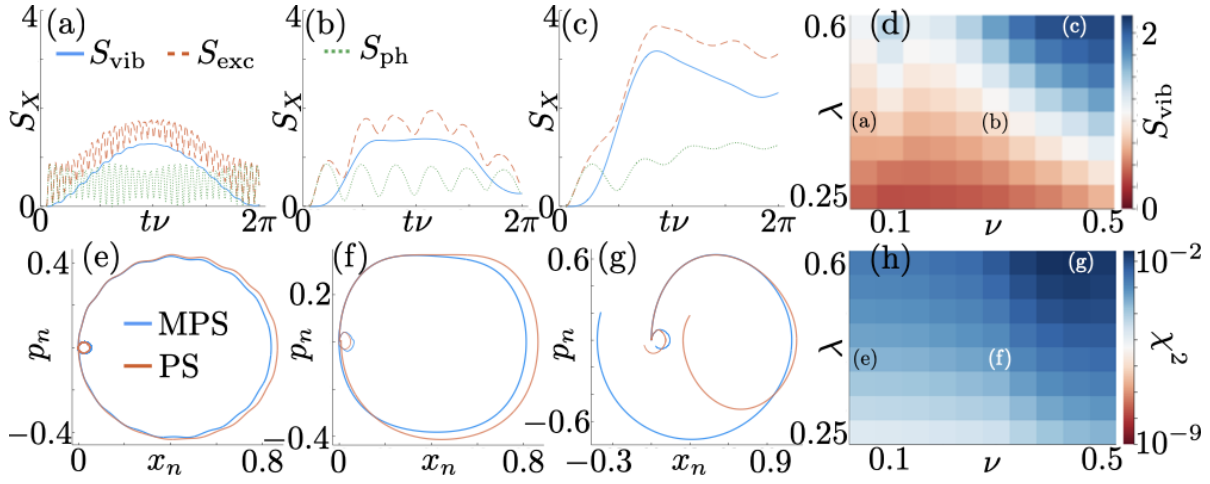 (a) 4 S_X 0 0 tν 2π
S_vib S_exc
(b) 4 0 0 tν 2π
S_ph
(c) 4 S_X 0 0 tν 2π
(d) 0.6 λ 0.25 0.1 ν 0.5
(a) (b) (c)
2 S_vib 0
(e) 0.4 p_n −0.4 0 x_n 0.8
MPS
PS
(f) 0.2 −0.4 0 x_n 0.8
(g) 0.6 p_n −0.6 −0.3 x_n 0.9
(h) 0.6 λ 0.25 0.1 ν 0.5
(e) (f) (g)
10⁻² χ² 10⁻⁹